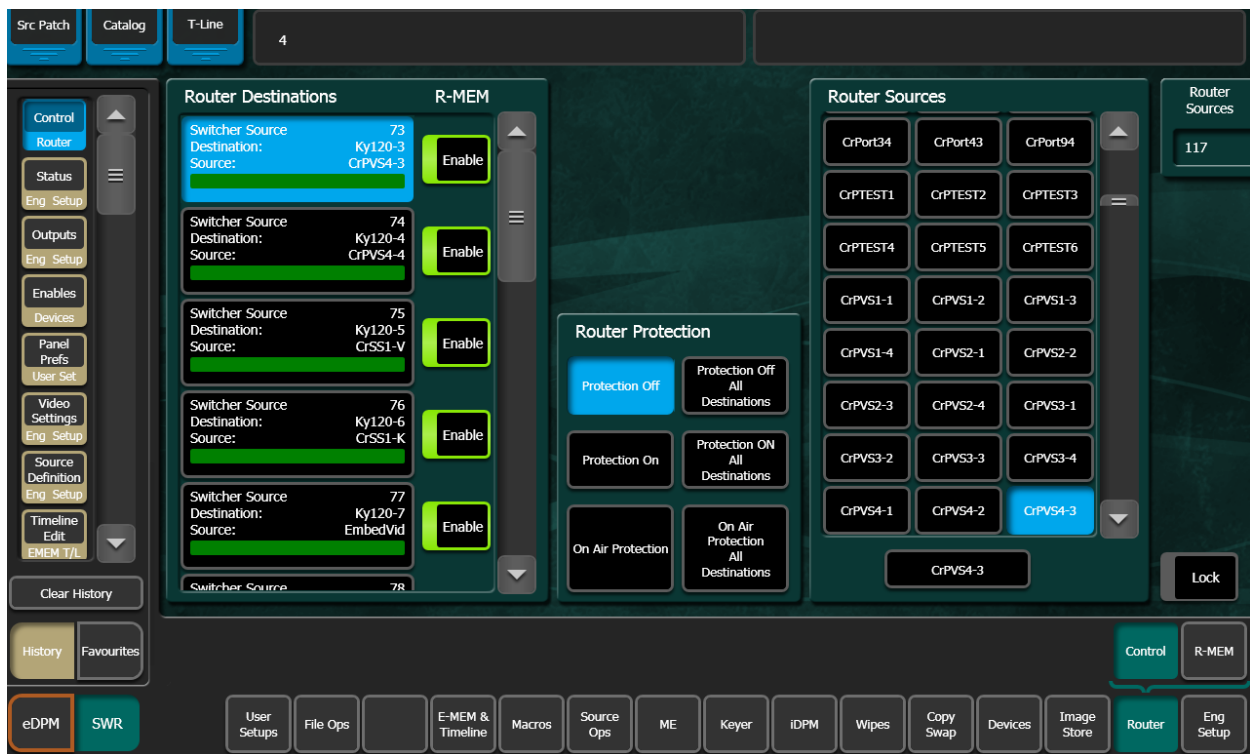 Src Patch
Catalog
T-Line
4
Control
Router
Status
Eng Setup
Outputs
Eng Setup
Enables
Devices
Panel
Prefs
User Set
Video
Settings
Eng Setup
Source
Definition
Eng Setup
Timeline
Edit
EMEM T/L
Clear History
History
Favourites
Router Destinations
R-MEM
Switcher Source 73
Destination: Ky120-3
Source: CrPVS4-3
Enable
Switcher Source 74
Destination: Ky120-4
Source: CrPVS4-4
Enable
Switcher Source 75
Destination: Ky120-5
Source: CrSS1-V
Enable
Switcher Source 76
Destination: Ky120-6
Source: CrSS1-K
Enable
Switcher Source 77
Destination: Ky120-7
Source: EmbedVid
Enable
Switcher Source 78
Router Protection
Protection Off
Protection Off
All
Destinations
Protection On
Protection ON
All
Destinations
On Air Protection
On Air
Protection
All
Destinations
Router Sources
CrPort34 CrPort43 CrPort94
CrPTEST1 CrPTEST2 CrPTEST3
CrPTEST4 CrPTEST5 CrPTEST6
CrPVS1-1 CrPVS1-2 CrPVS1-3
CrPVS1-4 CrPVS2-1 CrPVS2-2
CrPVS2-3 CrPVS2-4 CrPVS3-1
CrPVS3-2 CrPVS3-3 CrPVS3-4
CrPVS4-1 CrPVS4-2 CrPVS4-3
CrPVS4-3
Router
Sources
117
Lock
Control
R-MEM
eDPM
SWR
User
Setups
File Ops
E-MEM &
Timeline
Macros
Source
Ops
ME
Keyer
iDPM
Wipes
Copy
Swap
Devices
Image
Store
Router
Eng
Setup